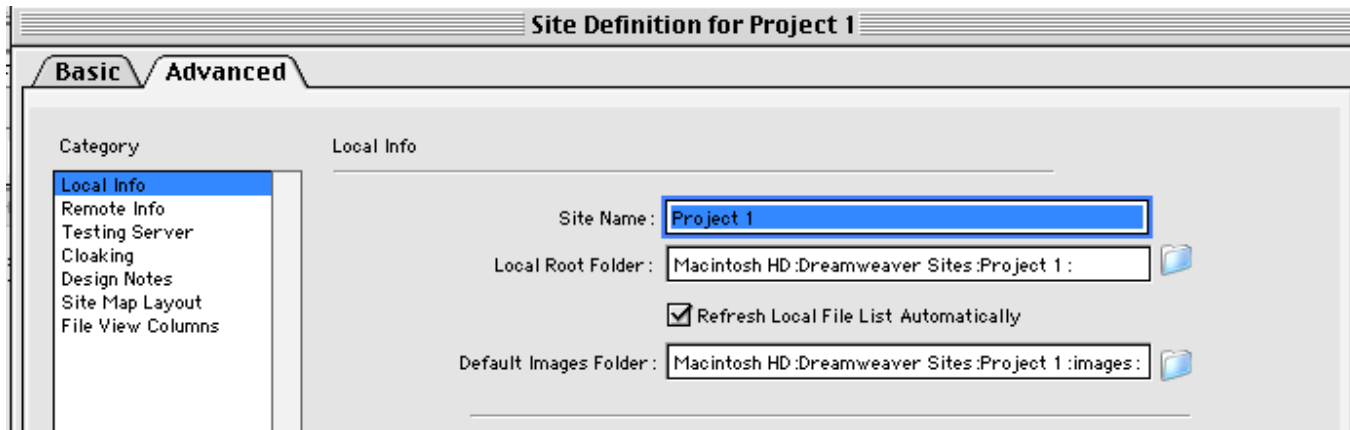 Site Definition for Project 1
Basic Advanced
Category
Local Info
Remote Info
Testing Server
Cloaking
Design Notes
Site Map Layout
File View Columns
Local Info
Site Name : Project 1
Local Root Folder : Macintosh HD :Dreamweaver Sites :Project 1 :
Refresh Local File List Automatically
Default Images Folder : Macintosh HD :Dreamweaver Sites :Project 1 :images :